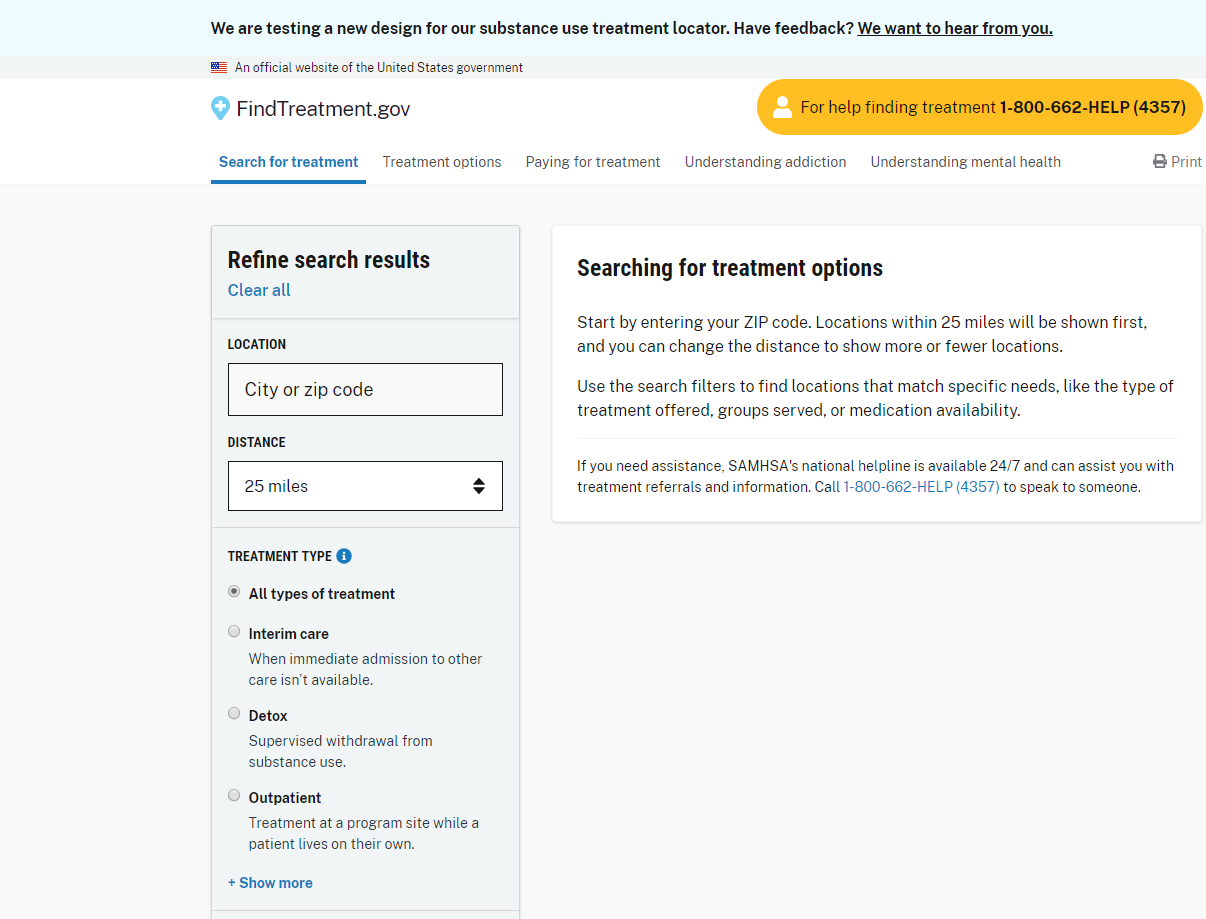 We are testing a new design for our substance use treatment locator. Have feedback? We want to hear from you.
An official website of the United States government
FindTreatment.gov
For help finding treatment 1-800-662-HELP (4357)
Search for treatment
Treatment options
Paying for treatment
Understanding addiction
Understanding mental health
Print
Refine search results
Clear all
LOCATION
City or zip code
DISTANCE
25 miles
TREATMENT TYPE
All types of treatment
Interim care
When immediate admission to other
care isn’t available.
Detox
Supervised withdrawal from
substance use.
Outpatient
Treatment at a program site while a
patient lives on their own.
+ Show more
Searching for treatment options
Start by entering your ZIP code. Locations within 25 miles will be shown first,
and you can change the distance to show more or fewer locations.
Use the search filters to find locations that match specific needs, like the type of
treatment offered, groups served, or medication availability.
If you need assistance, SAMHSA's national helpline is available 24/7 and can assist you with
treatment referrals and information. Call 1-800-662-HELP (4357) to speak to someone.